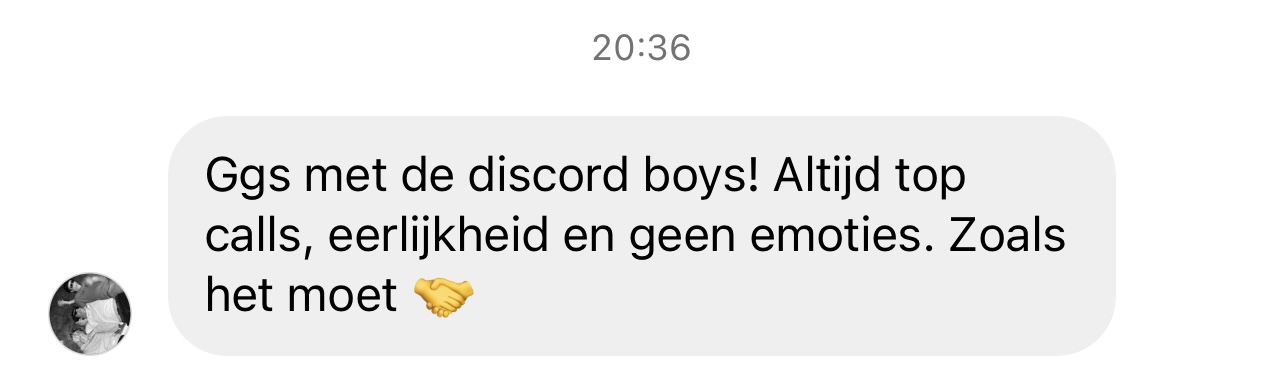 20:36
Ggs met de discord boys! Altijd top
calls, eerlijkheid en geen emoties. Zoals
het moet 🤝